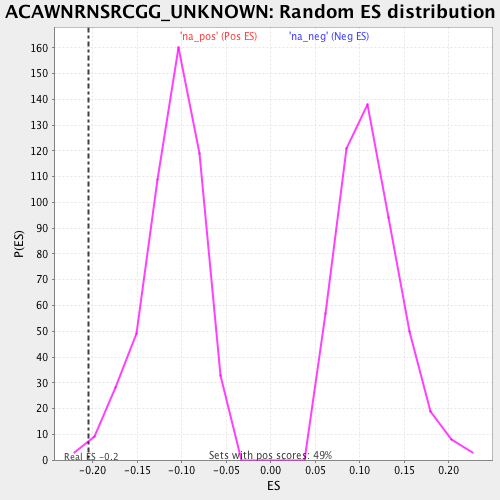 ACAWNRNSRCGG_UNKNOWN: Random ES distribution
'na_pos' (Pos ES) 'na_neg' (Neg ES)
160
150
140
130
120
110
100
90
80
70
60
50
40
30
20
10
0
P(ES)
Real ES -0.2
Sets with pos scores: 49%
-0.20 -0.15 -0.10 -0.05 0.00 0.05 0.10 0.15 0.20
ES